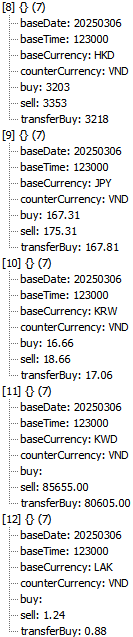 [8] {} (7)
baseDate: 20250306
baseTime: 123000
baseCurrency: HKD
counterCurrency: VND
buy: 3203
sell: 3353
transferBuy: 3218
[9] {} (7)
baseDate: 20250306
baseTime: 123000
baseCurrency: JPY
counterCurrency: VND
buy: 167.31
sell: 175.31
transferBuy: 167.81
[10] {} (7)
baseDate: 20250306
baseTime: 123000
baseCurrency: KRW
counterCurrency: VND
buy: 16.66
sell: 18.66
transferBuy: 17.06
[11] {} (7)
baseDate: 20250306
baseTime: 123000
baseCurrency: KWD
counterCurrency: VND
buy:
sell: 85655.00
transferBuy: 80605.00
[12] {} (7)
baseDate: 20250306
baseTime: 123000
baseCurrency: LAK
counterCurrency: VND
buy:
sell: 1.24
transferBuy: 0.88